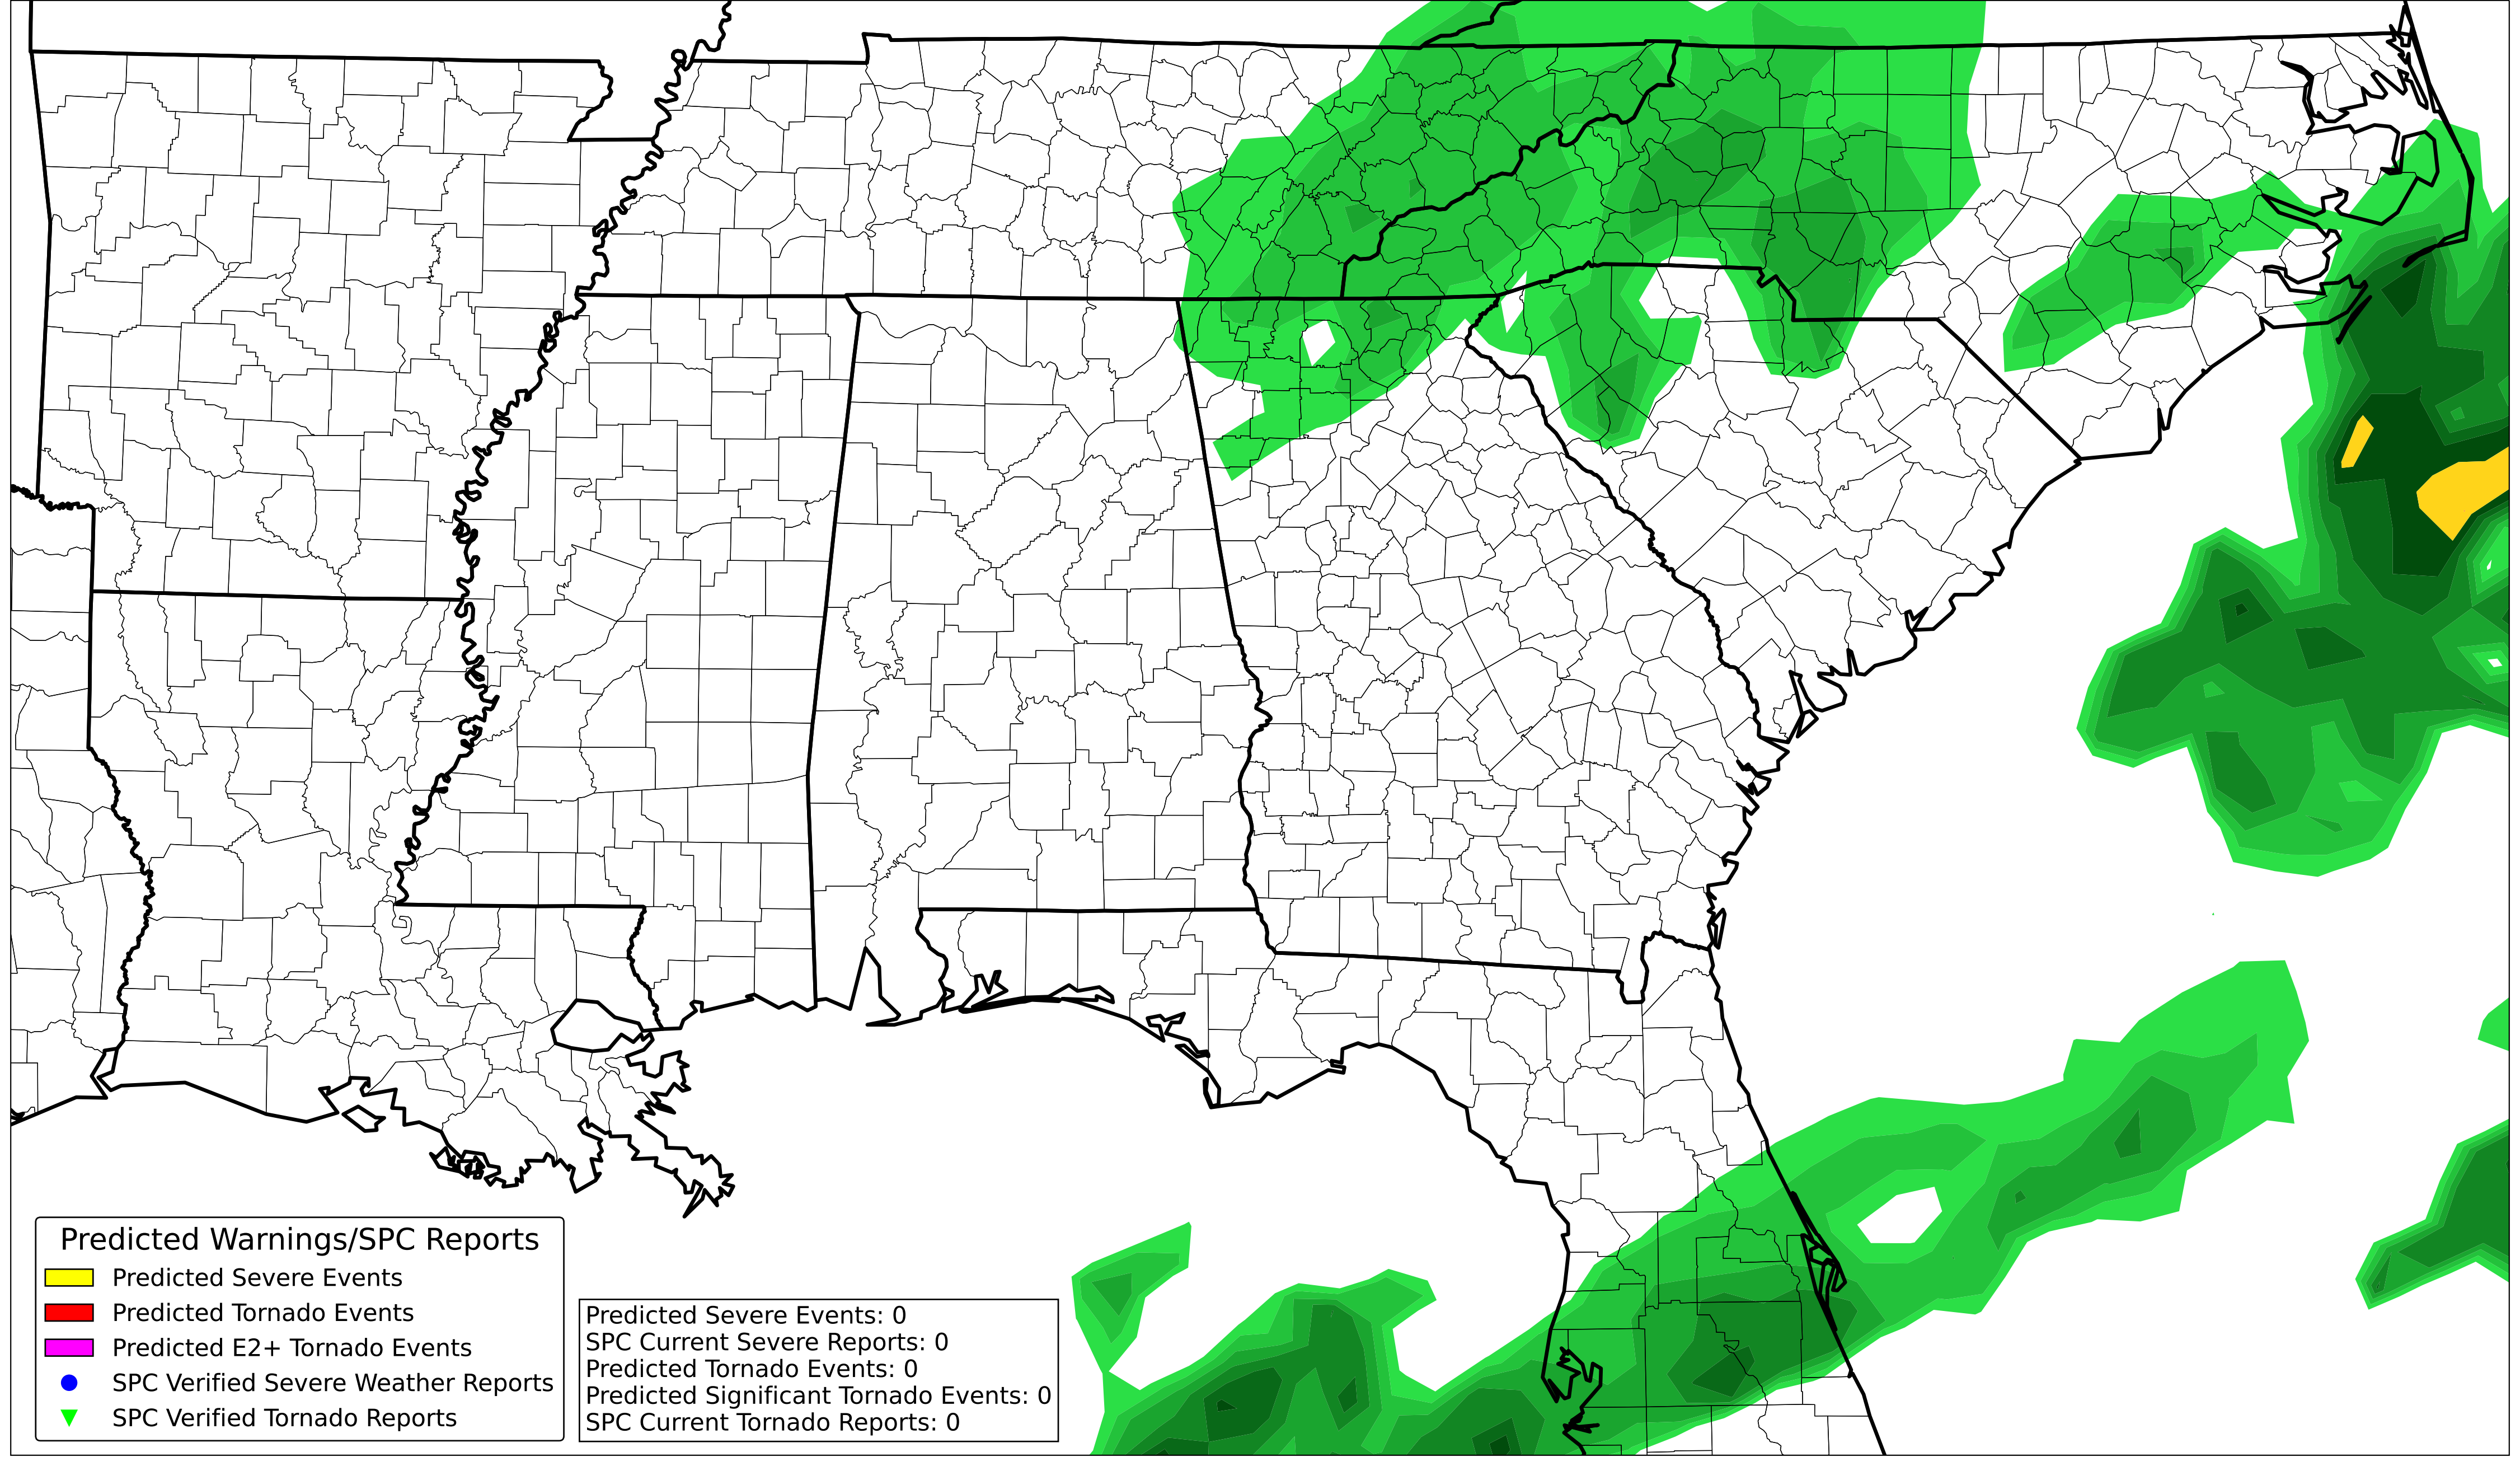 Predicted Warnings/SPC Reports
Predicted Severe Events
Predicted Tornado Events
Predicted E2+ Tornado Events
SPC Verified Severe Weather Reports
SPC Verified Tornado Reports
Predicted Severe Events: 0
SPC Current Severe Reports: 0
Predicted Tornado Events: 0
Predicted Significant Tornado Events: 0
SPC Current Tornado Reports: 0